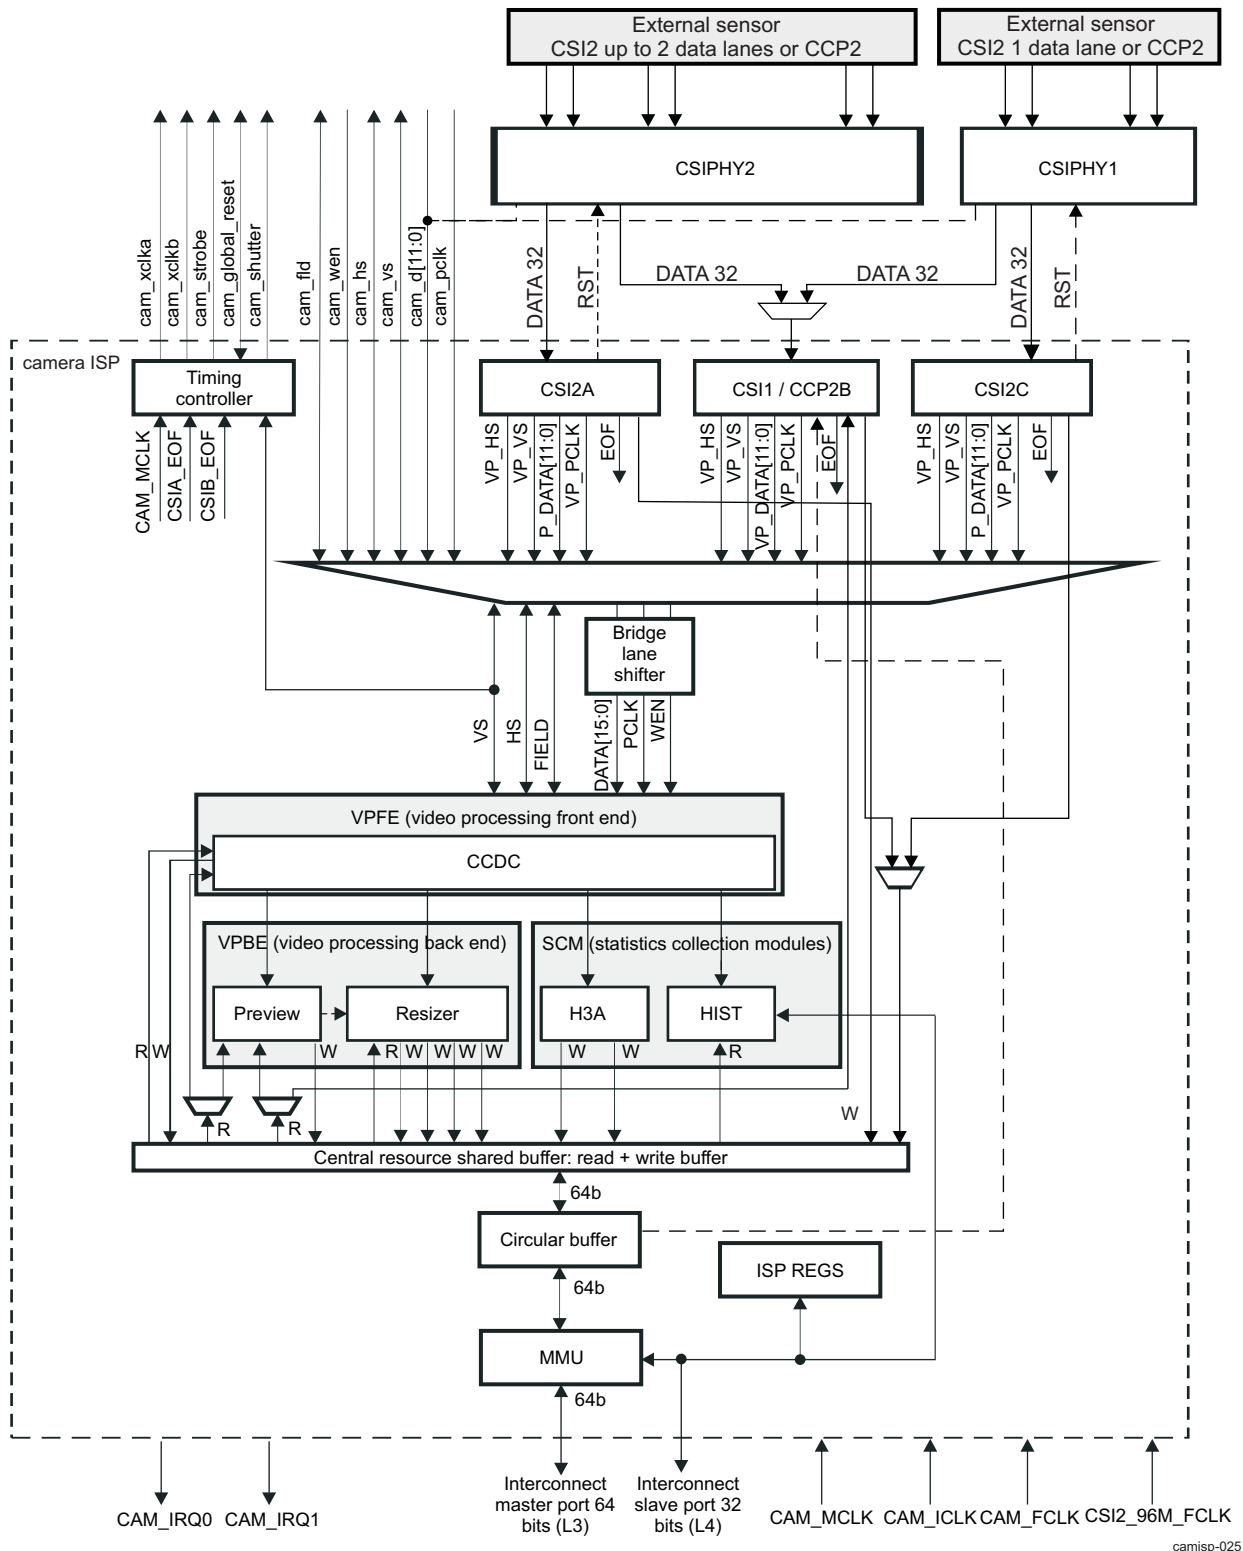 External sensor
CSI2 up to 2 data lanes or CCP2
External sensor
CSI2 1 data lane or CCP2
CSIPHY2
CSIPHY1
cam_xclka
cam_xclkb
cam_strobe
cam_global_reset
cam_shutter
cam_fld
cam_wen
cam_hs
cam_vs
cam_d[11:0]
cam_pclk
DATA 32
RST
DATA 32
DATA 32
DATA 32
RST
camera ISP
Timing
controller
CSI2A
CSI1 / CCP2B
CSI2C
CAM_MCLK
CSIA_EOF
CSIB_EOF
VP_HS
VP_VS
P_DATA[11:0]
VP_PCLK
EOF
VP_HS
VP_VS
VP_DATA[11:0]
VP_PCLK
EOF
VP_HS
VP_VS
P_DATA[11:0]
VP_PCLK
EOF
Bridge
lane
shifter
VS
HS
FIELD
DATA[15:0]
PCLK
WEN
VPFE (video processing front end)
CCDC
VPBE (video processing back end)
SCM (statistics collection modules)
Preview
Resizer
H3A
HIST
R W
W
R W W W W
W
W
R
R
R
W
Central resource shared buffer: read + write buffer
64b
Circular buffer
ISP REGS
64b
MMU
64b
CAM_IRQ0
CAM_IRQ1
Interconnect
master port 64
bits (L3)
Interconnect
slave port 32
bits (L4)
CAM_MCLK
CAM_ICLK
CAM_FCLK
CSI2_96M_FCLK
camisp-025